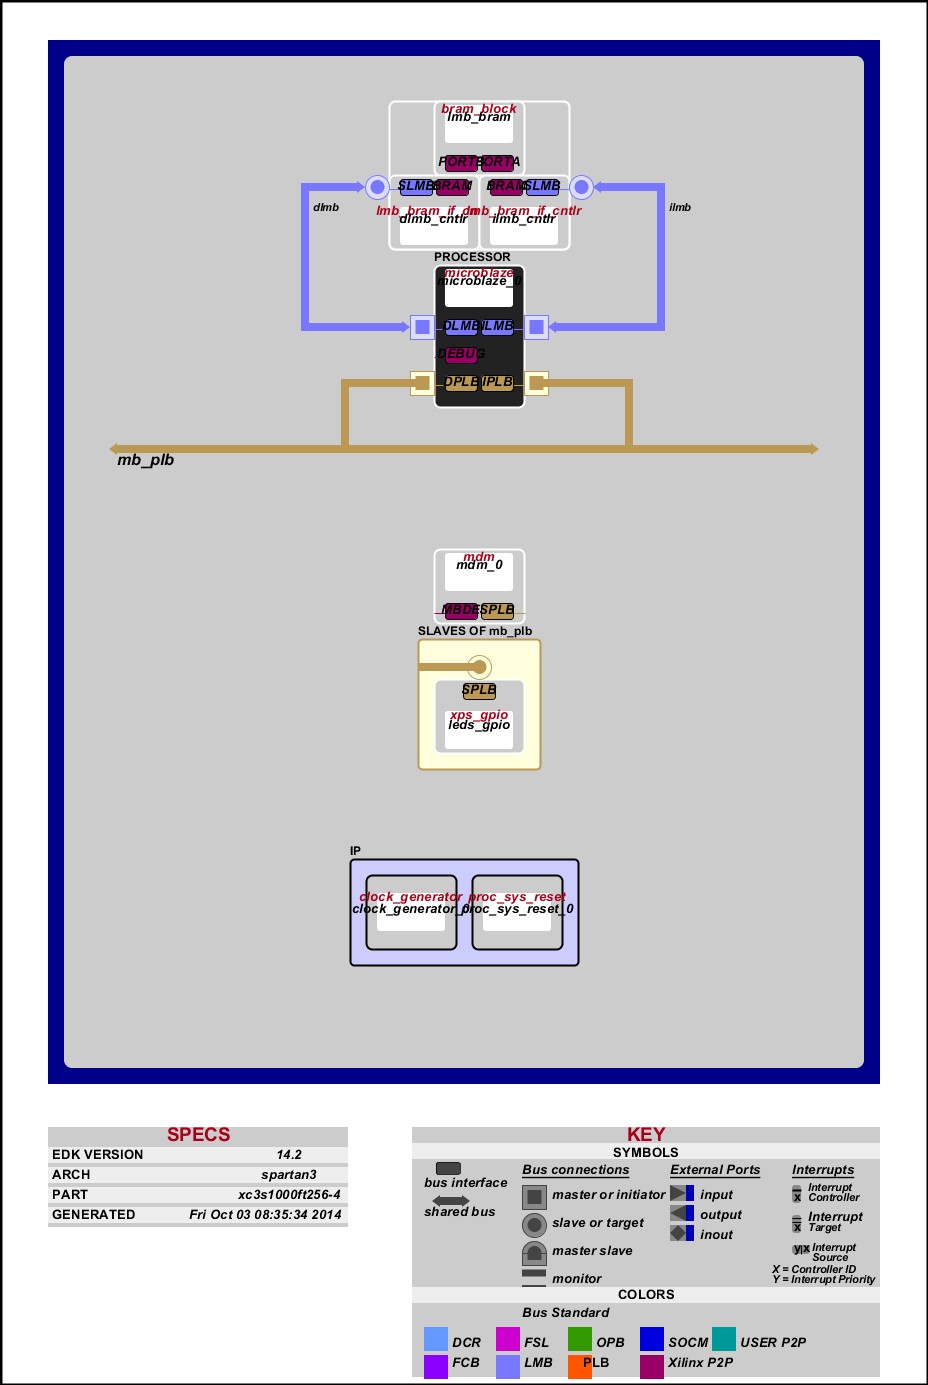 bram_block
lmb_bram
PORTB PORTA
SLMB BRAM BRAM SLMB
dlmb
ilmb
lmb_bram_if_cntlr lmb_bram_if_cntlr
dlmb_cntlr ilmb_cntlr
PROCESSOR
microblaze
microblaze_0
DLMB ILMB
DEBUG
DPLB IPLB
mb_plb
mdm
mdm_0
MBDE SPLB
SLAVES OF mb_plb
SPLB
xps_gpio
leds_gpio
IP
clock_generator proc_sys_reset
clock_generator_0 proc_sys_reset_0
SPECS
EDK VERSION 14.2
ARCH spartan3
PART xc3s1000ft256-4
GENERATED Fri Oct 03 08:35:34 2014
KEY
SYMBOLS
bus interface
shared bus
Bus connections
master or initiator
slave or target
master slave
monitor
External Ports
input
output
inout
Interrupts
x Interrupt
Controller
x Interrupt
Target
y|x Interrupt
Source
X = Controller ID
Y = Interrupt Priority
COLORS
Bus Standard
DCR FSL OPB SOCM USER P2P
FCB LMB PLB Xilinx P2P